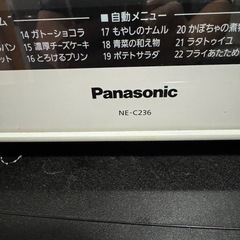 ム
14 ガトーショコラ
15 濃厚チーズケーキ
16 とろけるプリン
パン
自動メニュー
17 もやしのナムル
18 青菜の和え物
19 ポテトサラダ
20 かぼちゃの煮物
21 ラタトゥイユ
22 フライあたため
Panasonic
NE-C236